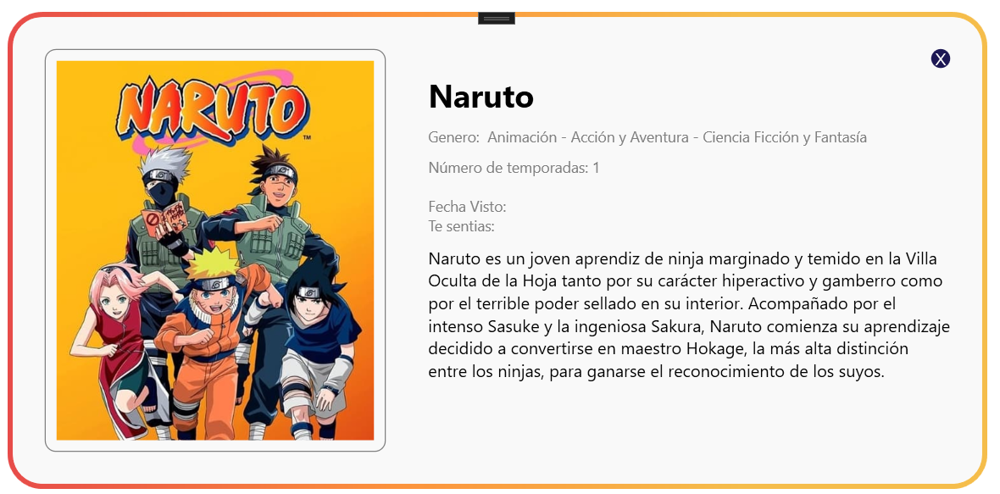 X
NARUTO
TM
Naruto
Genero:  Animación - Acción y Aventura - Ciencia Ficción y Fantasía
Número de temporadas: 1
Fecha Visto:
Te sentias:
Naruto es un joven aprendiz de ninja marginado y temido en la Villa
Oculta de la Hoja tanto por su carácter hiperactivo y gamberro como
por el terrible poder sellado en su interior. Acompañado por el
intenso Sasuke y la ingeniosa Sakura, Naruto comienza su aprendizaje
decidido a convertirse en maestro Hokage, la más alta distinción
entre los ninjas, para ganarse el reconocimiento de los suyos.